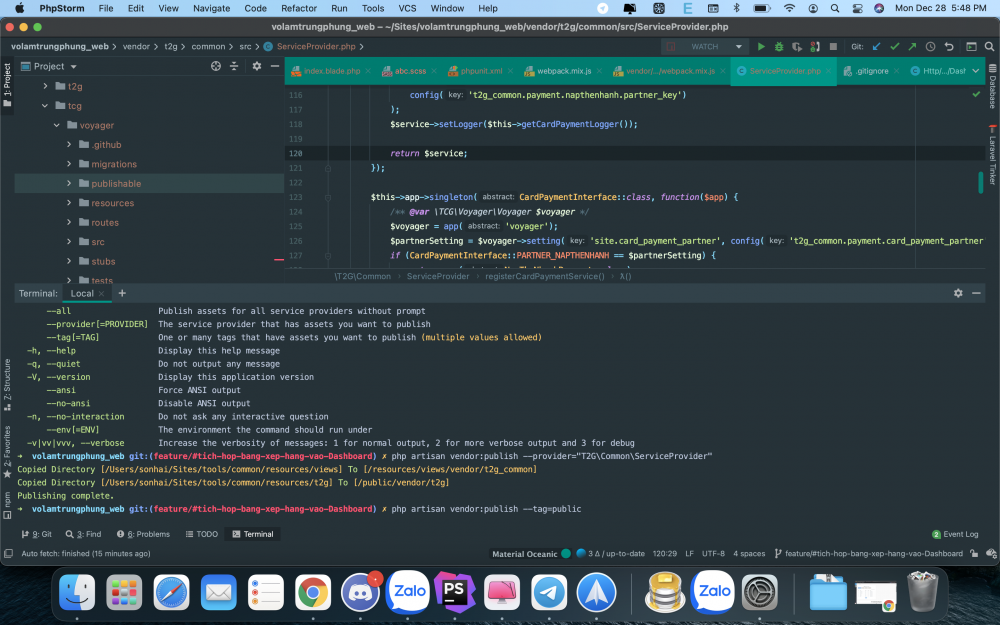 PhpStorm File Edit View Navigate Code Refactor Run Tools VCS Window Help Mon Dec 28 5:48 PM
volamtrungphung_web – ~/Sites/volamtrungphung_web/vendor/t2g/common/src/ServiceProvider.php
volamtrungphung_web > vendor > t2g > common > src > ServiceProvider.php > WATCH Git:
Project
index.blade.php abc.scss phpunit.xml webpack.mix.js vendor/.../webpack.mix.js ServiceProvider.php .gitignore Http/.../Dast
1: Project
Database
Laravel Tinker
t2g
tcg
voyager
.github
migrations
publishable
resources
routes
src
stubs
tests
116 config( key: 't2g_common.payment.napthenhanh.partner_key')
117 );
118 $service->setLogger($this->getCardPaymentLogger());
119
120 return $service;
121 });
122
123 $this->app->singleton( abstract: CardPaymentInterface::class, function($app) {
124 /** @var \TCG\Voyager\Voyager $voyager */
125 $voyager = app( abstract: 'voyager');
126 $partnerSetting = $voyager->setting( key: 'site.card_payment_partner', config( key: 't2g_common.payment.card_payment_partner
127 if (CardPaymentInterface::PARTNER_NAPTHENHANH == $partnerSetting) {
\T2G\Common > ServiceProvider > registerCardPaymentService() > λ()
Terminal: Local × +
--all Publish assets for all service providers without prompt
--provider[=PROVIDER] The service provider that has assets you want to publish
--tag[=TAG] One or many tags that have assets you want to publish (multiple values allowed)
-h, --help Display this help message
-q, --quiet Do not output any message
-V, --version Display this application version
--ansi Force ANSI output
--no-ansi Disable ANSI output
-n, --no-interaction Do not ask any interactive question
--env[=ENV] The environment the command should run under
-v|vv|vvv, --verbose Increase the verbosity of messages: 1 for normal output, 2 for more verbose output and 3 for debug
➜ volamtrungphung_web git:(feature/#tich-hop-bang-xep-hang-vao-Dashboard) ✗ php artisan vendor:publish --provider="T2G\Common\ServiceProvider"
Copied Directory [/Users/sonhai/Sites/tools/common/resources/views] To [/resources/views/vendor/t2g_common]
Copied Directory [/Users/sonhai/Sites/tools/common/resources/t2g] To [/public/vendor/t2g]
Publishing complete.
➜ volamtrungphung_web git:(feature/#tich-hop-bang-xep-hang-vao-Dashboard) ✗ php artisan vendor:publish --tag=public
Z: Structure
2: Favorites
npm
9: Git 3: Find 6: Problems TODO Terminal 2 Event Log
Auto fetch: finished (15 minutes ago) Material Oceanic 3 Δ / up-to-date 120:29 LF UTF-8 4 spaces feature/#tich-hop-bang-xep-hang-vao-Dashboard
Zalo PS Zalo